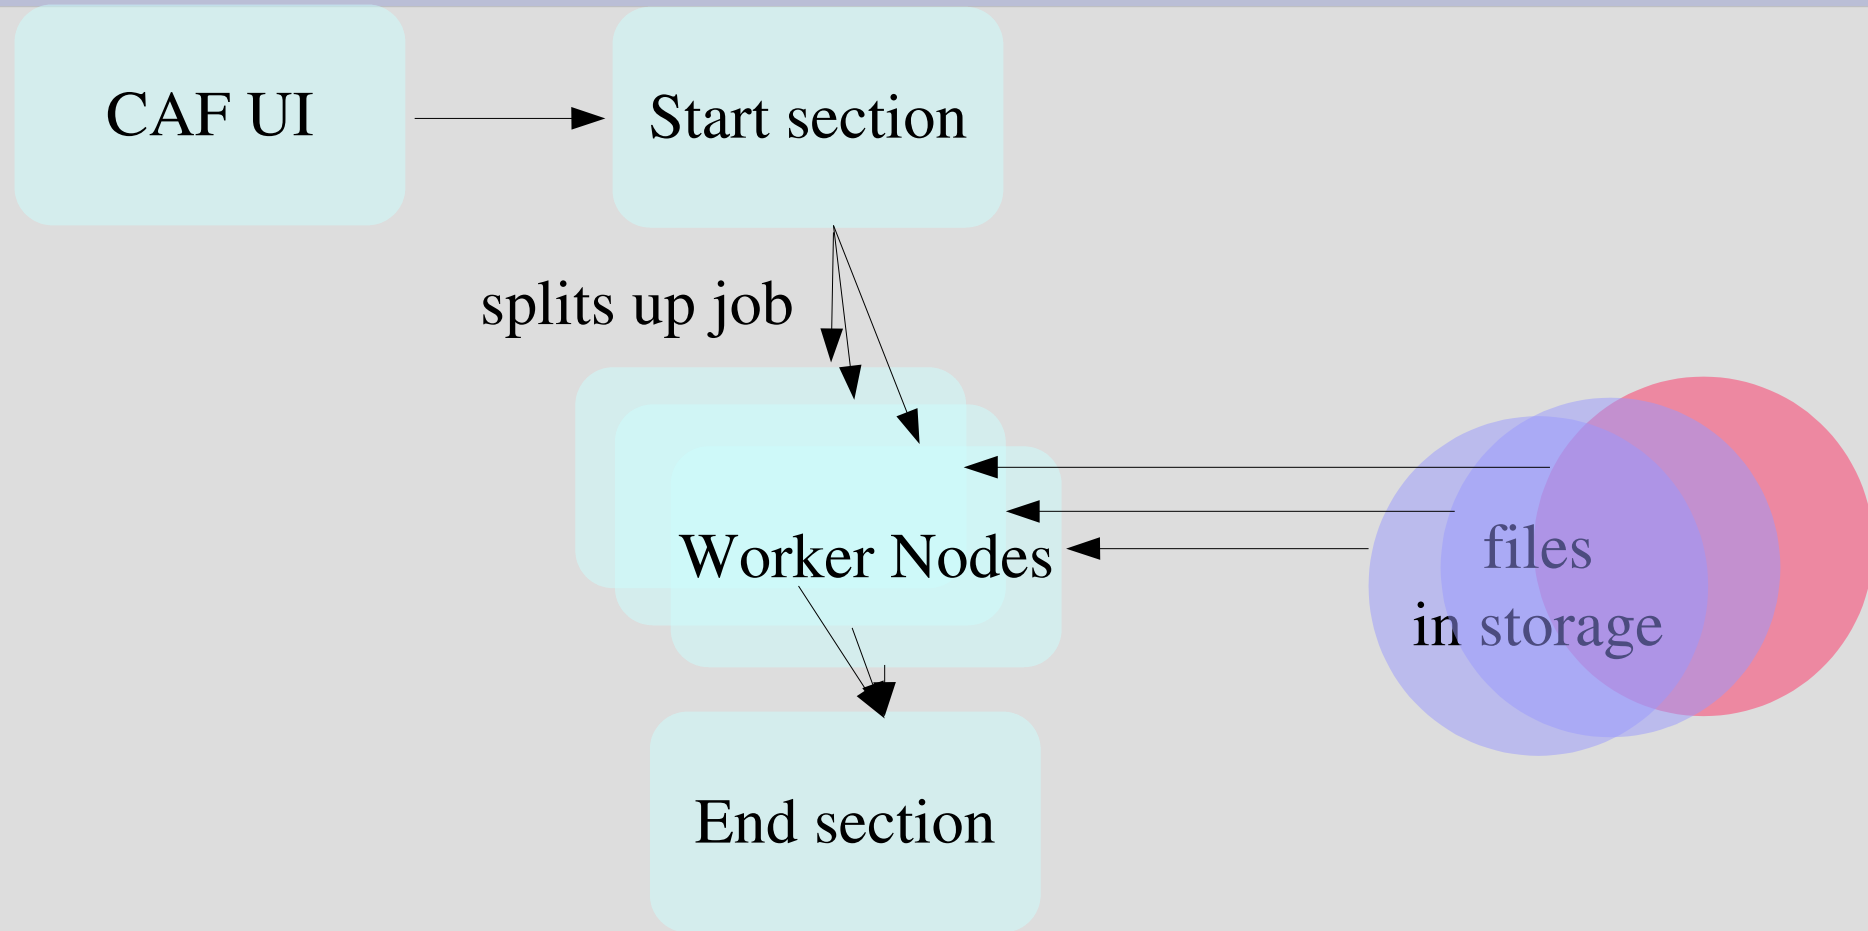 CAF UI
Start section
splits up job
Worker Nodes
files
in storage
End section